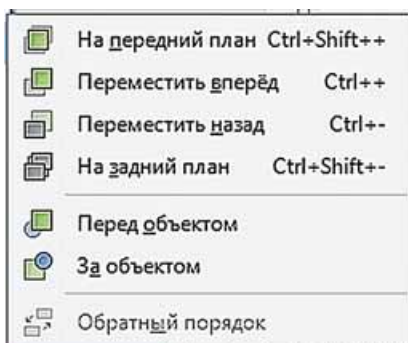 На передний план Ctrl+Shift++
Переместить вперёд Ctrl++
Переместить назад Ctrl+-
На задний план Ctrl+Shift+-
Перед объектом
За объектом
Обратный порядок